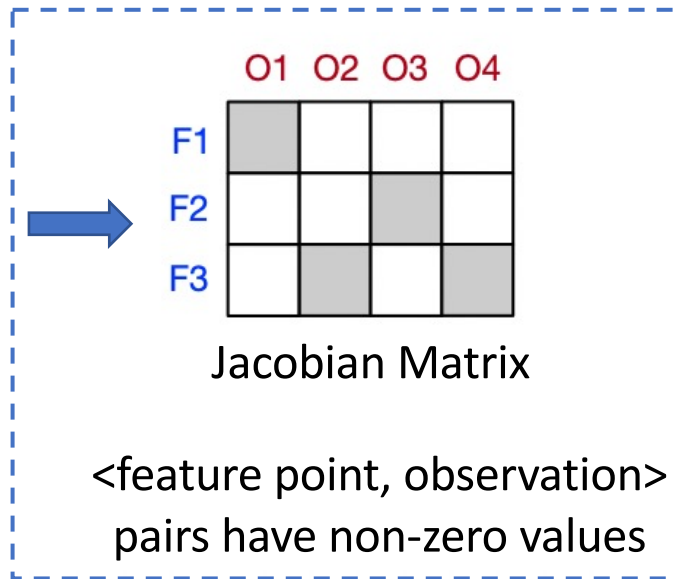 O1 O2 O3 O4
F1
F2
F3
Jacobian Matrix
<feature point, observation>
pairs have non-zero values